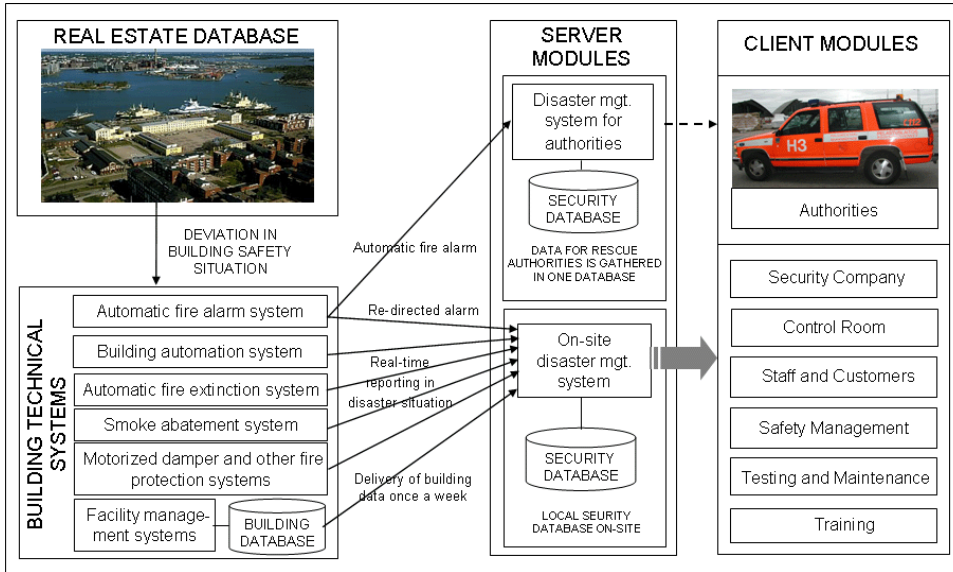 REAL ESTATE DATABASE
DEVIATION IN
BUILDING SAFETY
SITUATION
BUILDING TECHNICAL
SYSTEMS
Automatic fire alarm system
Building automation system
Automatic fire extinction system
Smoke abatement system
Motorized damper and other fire
protection systems
Facility manage-
ment systems
BUILDING
DATABASE
Automatic fire alarm
Re-directed alarm
Real-time
reporting in
disaster situation
Delivery of building
data once a week
SERVER
MODULES
Disaster mgt.
system for
authorities
SECURITY
DATABASE
DATA FOR RESCUE
AUTHORITIES IS GATHERED
IN ONE DATABASE
On-site
disaster mgt.
system
SECURITY
DATABASE
LOCAL SEURITY
DATABASE ON-SITE
CLIENT MODULES
H3
112
Authorities
Security Company
Control Room
Staff and Customers
Safety Management
Testing and Maintenance
Training